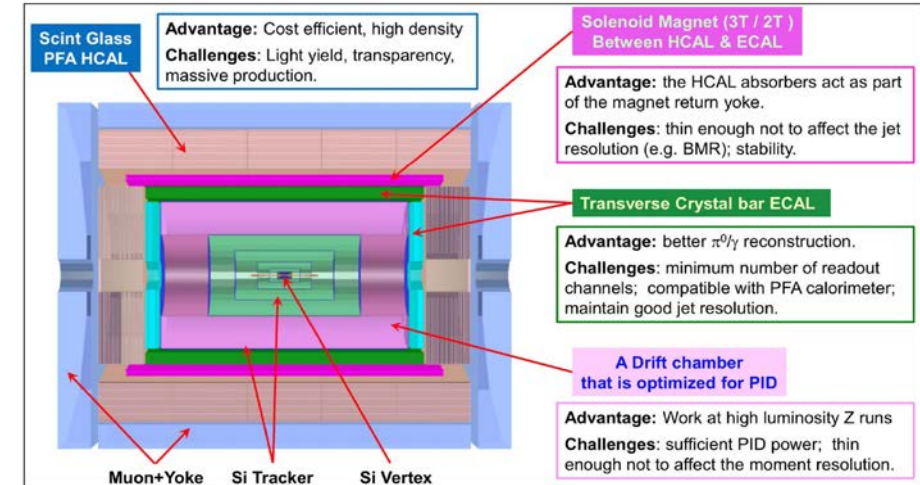 Scint Glass
PFA HCAL
Advantage: Cost efficient, high density
Challenges: Light yield, transparency,
massive production.
Solenoid Magnet (3T / 2T )
Between HCAL & ECAL
Advantage: the HCAL absorbers act as part
of the magnet return yoke.
Challenges: thin enough not to affect the jet
resolution (e.g. BMR); stability.
Transverse Crystal bar ECAL
Advantage: better π⁰/γ reconstruction.
Challenges: minimum number of readout
channels; compatible with PFA calorimeter;
maintain good jet resolution.
A Drift chamber
that is optimized for PID
Advantage: Work at high luminosity Z runs
Challenges: sufficient PID power; thin
enough not to affect the moment resolution.
Muon+Yoke
Si Tracker
Si Vertex